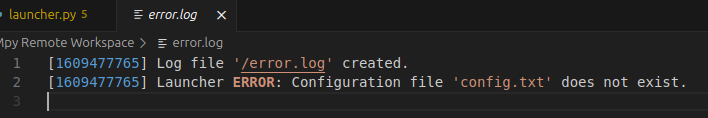 launcher.py 5 error.log
Mpy Remote Workspace > error.log
1 [1609477765] Log file '/error.log' created.
2 [1609477765] Launcher ERROR: Configuration file 'config.txt' does not exist.
3